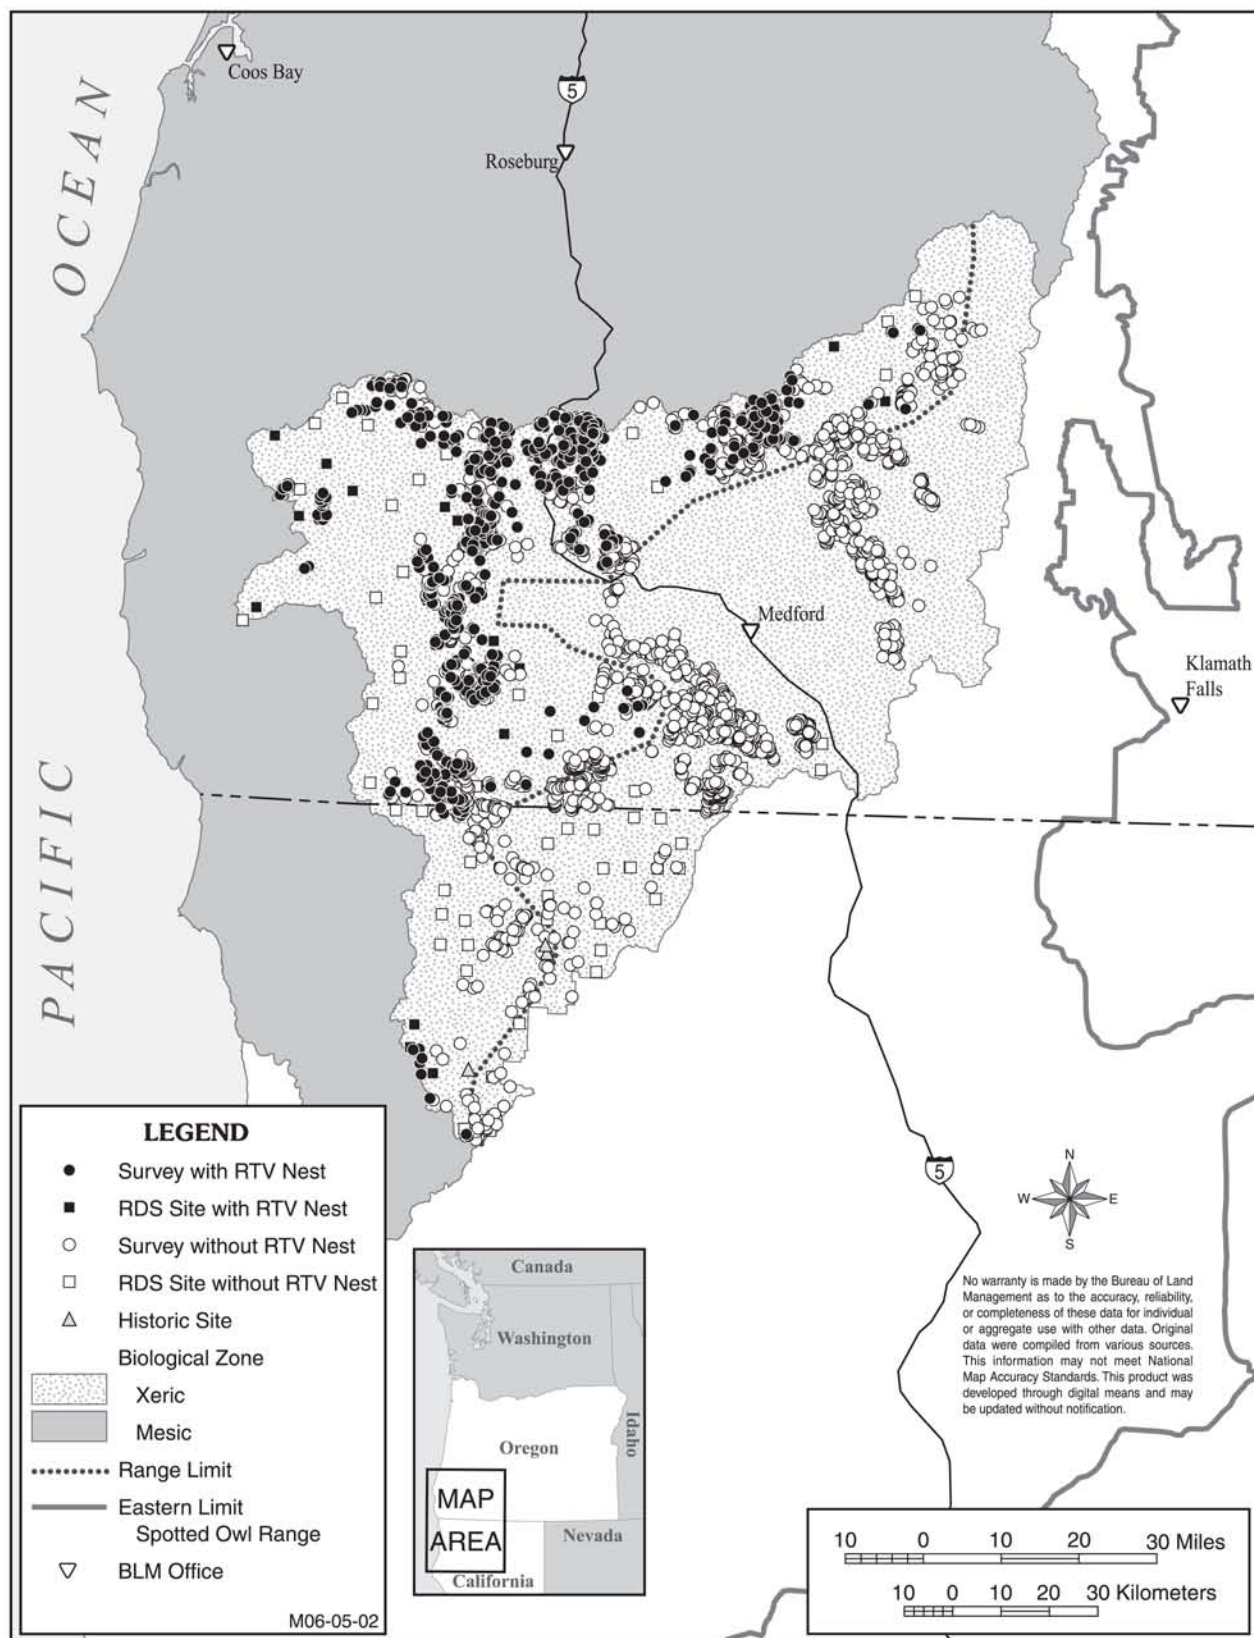 Coos Bay
5
Roseburg
OCEAN
Medford
Klamath
Falls
PACIFIC
5
LEGEND
Survey with RTV Nest
RDS Site with RTV Nest
Survey without RTV Nest
RDS Site without RTV Nest
Historic Site
Biological Zone
Xeric
Mesic
Range Limit
Eastern Limit
Spotted Owl Range
BLM Office
M06-05-02
Canada
Washington
Oregon
Idaho
MAP
AREA
Nevada
California
N
W E
S
No warranty is made by the Bureau of Land
Management as to the accuracy, reliability,
or completeness of these data for individual
or aggregate use with other data. Original
data were compiled from various sources.
This information may not meet National
Map Accuracy Standards. This product was
developed through digital means and may
be updated without notification.
10 0 10 20 30 Miles
10 0 10 20 30 Kilometers